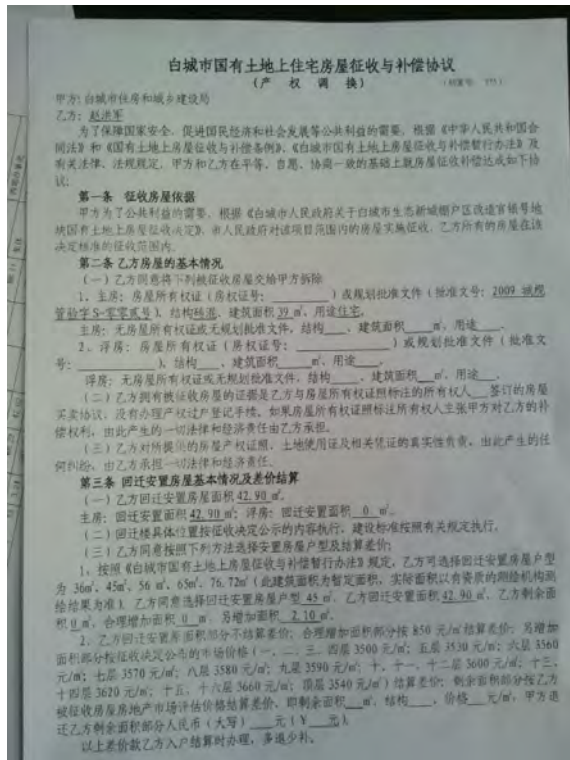 白城市国有土地上住宅房屋征收与补偿协议
(产 权 调 换)
甲方:白城市住房和城乡建设局
乙方:赵洪军
为了保障国家安全、促进国民经济和社会发展等公共利益的需要,根据《中华人民共和国合
同法》和《国有土地上房屋征收与补偿条例》、《白城市国有土地上房屋征收与补偿暂行办法》及
有关法律、法规规定,甲方和乙方在平等、自愿、协商一致的基础上就房屋征收补偿达成如下协
议:
第一条 征收房屋依据
甲方为了公共利益的需要,根据《白城市人民政府关于白城市生态新城棚户区改造官银号地
块国有土地上房屋征收决定》,市人民政府对该项目范围内的房屋实施征收,乙方所有的房屋在该
决定核准的征收范围内。
第二条 乙方房屋的基本情况
(一)乙方同意将下列被征收房屋交给甲方拆除
1、主房:房屋所有权证(房权证号: )或规划批准文件(批准文号:2009 城规
管验字 S-零零贰号),结构砖混、建筑面积 39 ㎡,用途住宅。
主房:无房屋所有权证或无规划批准文件,结构 、建筑面积 ㎡,用途 。
2、浮房:房屋所有权证(房权证号: )或规划批准文件(批准文
号: ),结构 、建筑面积 ㎡,用途 。
浮房:无房屋所有权证或无规划批准文件,结构 、建筑面积 ㎡,用途 。
(二)乙方拥有被征收房屋的证据是乙方与房屋所有权证照标注的所有权人 签订的房屋
买卖协议,没有办理产权过户登记手续,如果房屋所有权证照标注所有权人主张甲方对乙方的补
偿权利,由此产生的一切法律和经济责任由乙方承担。
(三)乙方对所提供的房屋产权证照、土地使用证及相关凭证的真实性负责,由此产生的任
何纠纷,由乙方承担一切法律和经济责任。
第三条 回迁安置房屋基本情况及差价结算
(一)乙方回迁安置房屋面积 42.90 ㎡。
主房:回迁安置面积 42.90 ㎡;浮房:回迁安置面积 0 ㎡。
(二)回迁楼具体位置按征收决定公示的内容执行,建设标准按照有关规定执行。
(三)乙方同意按照下列方法选择安置房屋户型及结算差价:
1、按照《白城市国有土地上房屋征收与补偿暂行办法》规定,乙方可选择回迁安置房屋户型
为 36㎡、45㎡、56 ㎡、65㎡、76.72㎡(此建筑面积为暂定面积,实际面积以有资质的测绘机构测
绘结果为准)。乙方同意选择回迁安置房屋户型 45 ㎡,乙方回迁安置面积 42.90 ㎡,乙方剩余面
积 0 ㎡,合理增加面积 0 ㎡,另增加面积 2.10 ㎡。
2、乙方回迁安置原面积部分不结算差价;合理增加面积部分按 850 元/㎡结算差价;另增加
面积部分按征收决定公布的市场价格(一、二、三、四层 3500 元/㎡;五层 3530 元/㎡;六层 3560
元/㎡;七层 3570 元/㎡;八层 3580 元/㎡;九层 3590 元/㎡;十、十一、十二层 3600 元/㎡;十三、
十四层 3620 元/㎡;十五、十六层 3660 元/㎡;顶层 3540 元/㎡)结算差价;剩余面积部分按乙方
被征收房屋房地产市场评估价格结算差价,即剩余面积 ㎡,结构 、价格 元/㎡,甲方退
还乙方剩余面积部分人民币(大写) 元(¥ 元)。
以上差价款乙方入户结算时办理,多退少补。